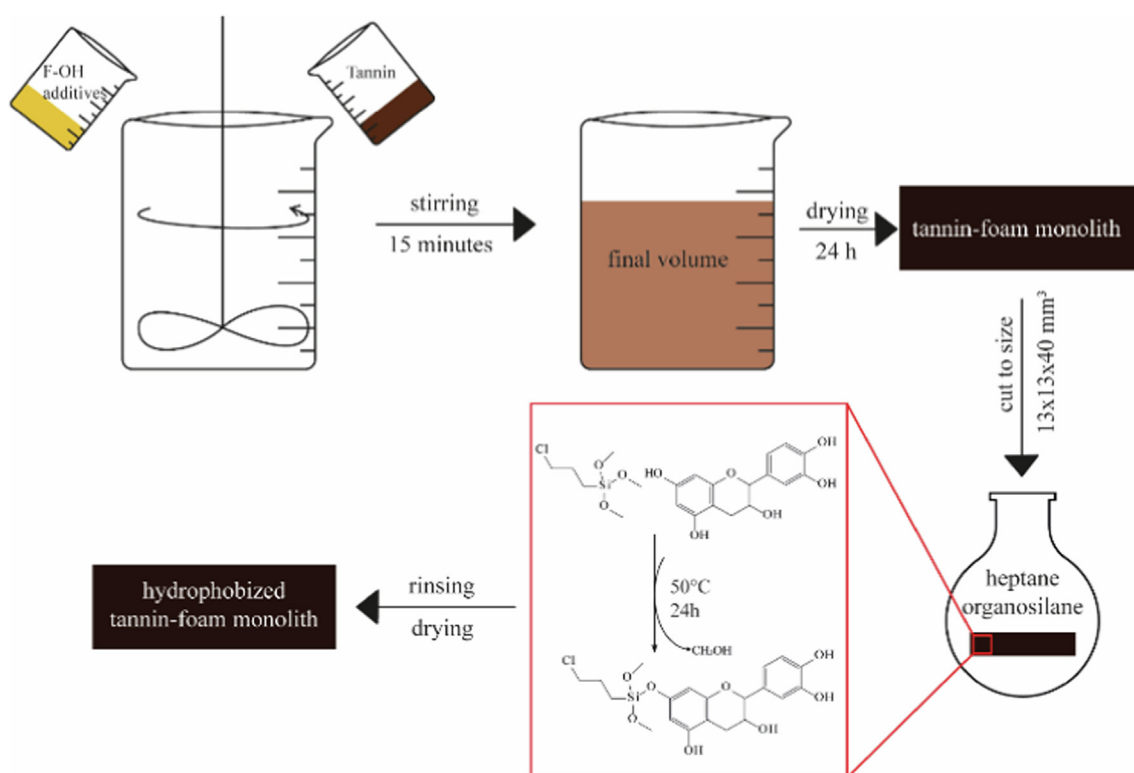 F-OH
additives
Tannin
stirring
15 minutes
final volume
drying
24 h
tannin-foam monolith
cut to size
13x13x40 mm³
heptane
organosilane
Cl
O
Si
O
O
HO
O
OH
OH
OH
OH
50°C
24h
CH₃OH
Cl
O
Si
O
O
O
OH
OH
OH
OH
rinsing
drying
hydrophobized
tannin-foam monolith